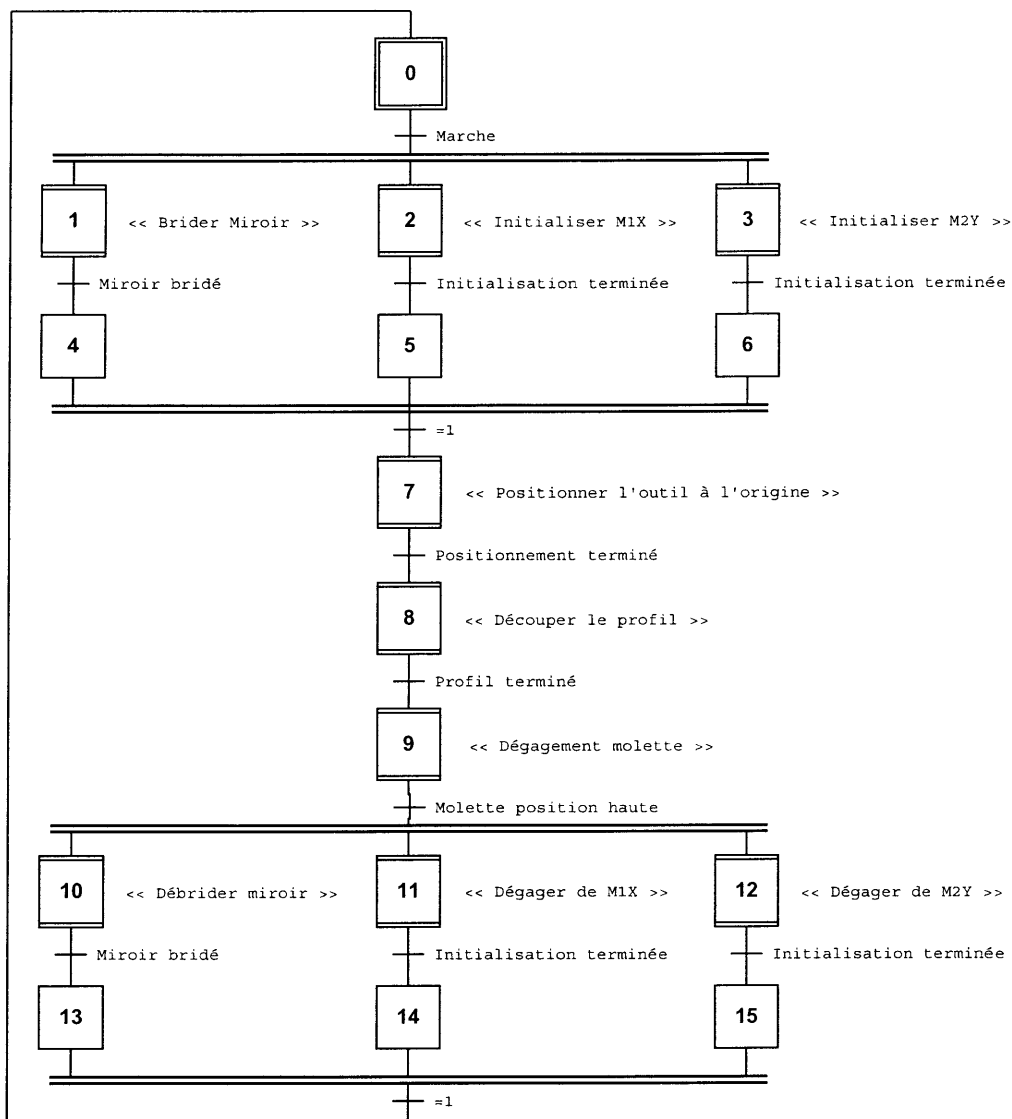 0
Marche
1 << Brider Miroir >> 2 << Initialiser M1X >> 3 << Initialiser M2Y >>
Miroir bridé Initialisation terminée Initialisation terminée
4 5 6
=1
7 << Positionner l'outil à l'origine >>
Positionnement terminé
8 << Découper le profil >>
Profil terminé
9 << Dégagement molette >>
Molette position haute
10 << Débrider miroir >> 11 << Dégager de M1X >> 12 << Dégager de M2Y >>
Miroir bridé Initialisation terminée Initialisation terminée
13 14 15
=1